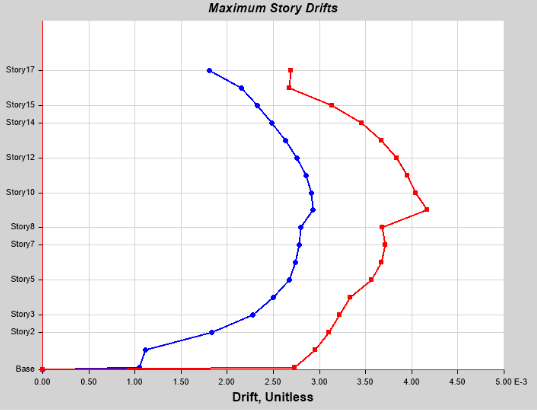 Maximum Story Drifts
Story17
Story15
Story14
Story12
Story10
Story8
Story7
Story5
Story3
Story2
Base
0.00 0.50 1.00 1.50 2.00 2.50 3.00 3.50 4.00 4.50 5.00 E-3
Drift, Unitless